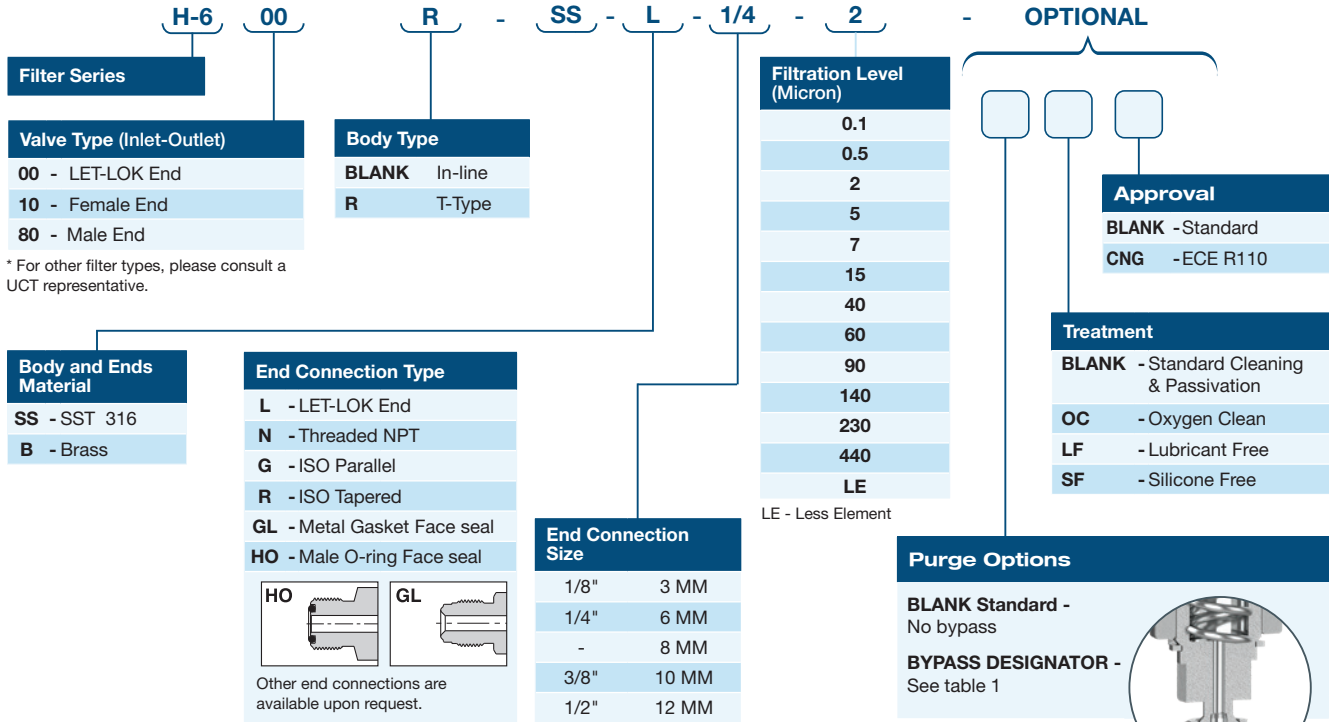 H-6 00 R - SS - L - 1/4 - 2 - OPTIONAL
Filter Series
Valve Type (Inlet-Outlet)
00 - LET-LOK End
10 - Female End
80 - Male End
* For other filter types, please consult a
UCT representative.
Body Type
BLANK In-line
R T-Type
Filtration Level
(Micron)
0.1
0.5
2
5
7
15
40
60
90
140
230
440
LE
LE - Less Element
Approval
BLANK - Standard
CNG - ECE R110
Body and Ends
Material
SS - SST 316
B - Brass
End Connection Type
L - LET-LOK End
N - Threaded NPT
G - ISO Parallel
R - ISO Tapered
GL - Metal Gasket Face seal
HO - Male O-ring Face seal
HO
GL
Other end connections are
available upon request.
End Connection
Size
1/8" 3 MM
1/4" 6 MM
- 8 MM
3/8" 10 MM
1/2" 12 MM
Treatment
BLANK - Standard Cleaning
& Passivation
OC - Oxygen Clean
LF - Lubricant Free
SF - Silicone Free
Purge Options
BLANK Standard -
No bypass
BYPASS DESIGNATOR -
See table 1